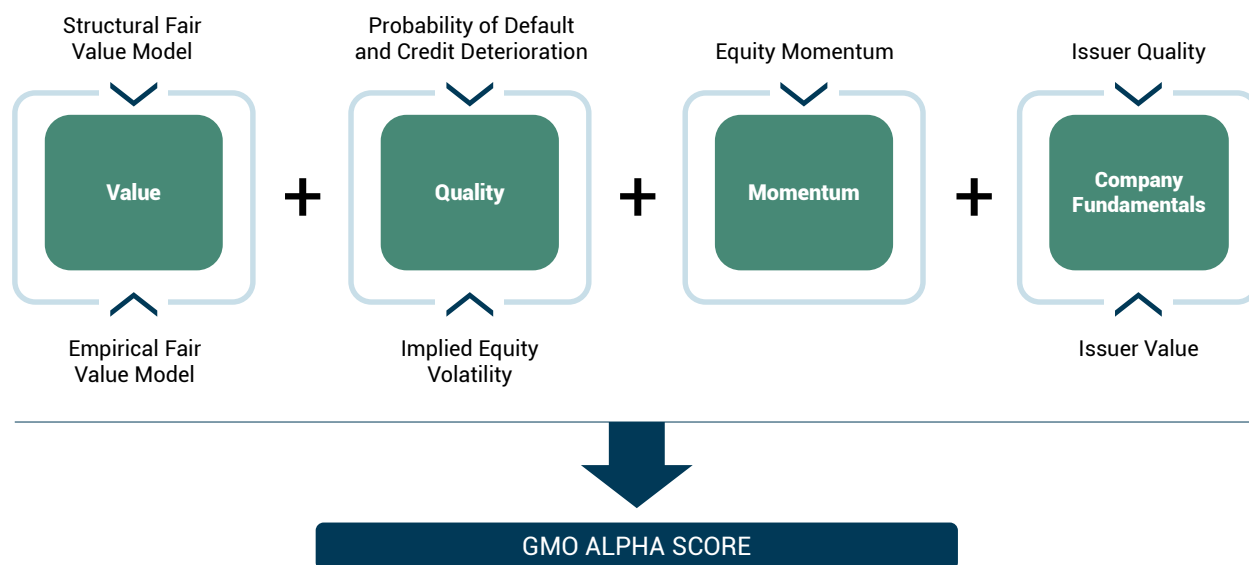 Structural Fair
Value Model
Probability of Default
and Credit Deterioration
Equity Momentum
Issuer Quality
Value
+
Quality
+
Momentum
+
Company
Fundamentals
Empirical Fair
Value Model
Implied Equity
Volatility
Issuer Value
GMO ALPHA SCORE